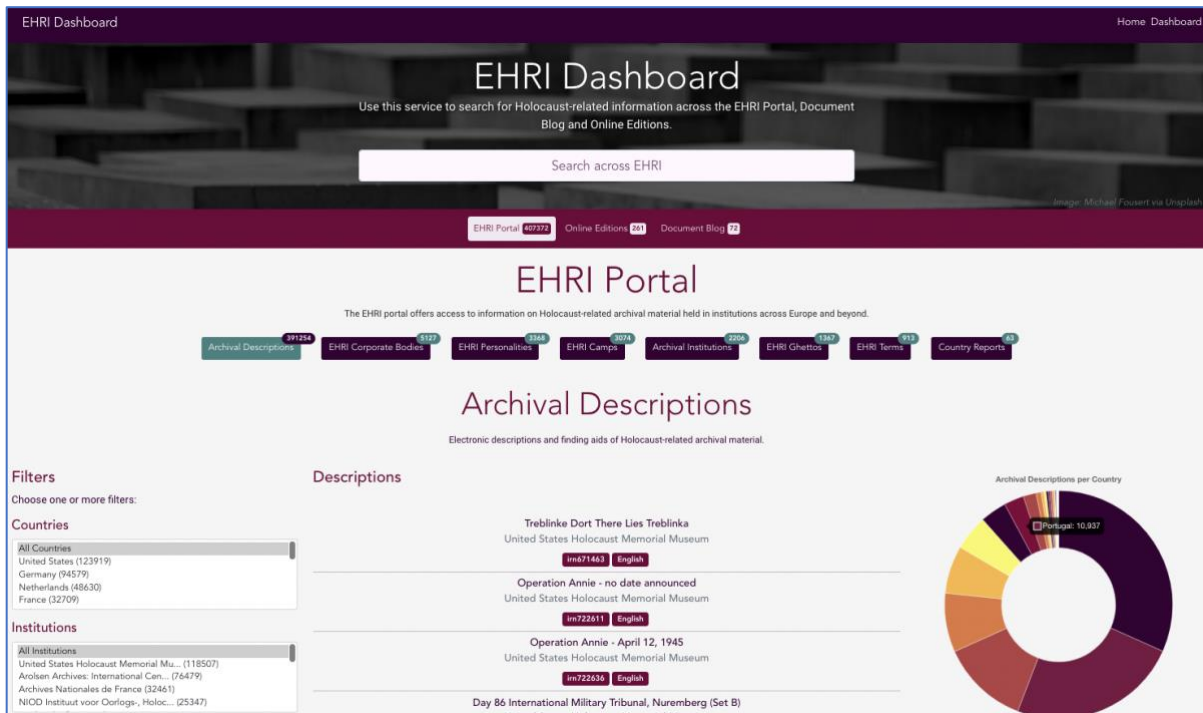 EHRI Dashboard
Home Dashboard
EHRI Dashboard
Use this service to search for Holocaust-related information across the EHRI Portal, Document
Blog and Online Editions.
Search across EHRI
Image: Michael Fousert via Unsplash
EHRI Portal 407372 Online Editions 261 Document Blog 72
EHRI Portal
The EHRI portal offers access to information on Holocaust-related archival material held in institutions across Europe and beyond.
Archival Descriptions 391254 EHRI Corporate Bodies 5127 EHRI Personalities 3368 EHRI Camps 3074 Archival Institutions 2206 EHRI Ghettos 1367 EHRI Terms 913 Country Reports 63
Archival Descriptions
Electronic descriptions and finding aids of Holocaust-related archival material.
Filters
Choose one or more filters:
Countries
All Countries
United States (123919)
Germany (94579)
Netherlands (48630)
France (32709)
Institutions
All Institutions
United States Holocaust Memorial Mu... (118507)
Arolsen Archives: International Cen... (76479)
Archives Nationales de France (32461)
NIOD Instituut voor Oorlogs-, Holoc... (25347)
Descriptions
Treblinke Dort There Lies Treblinka
United States Holocaust Memorial Museum
irn671463 English
Operation Annie - no date announced
United States Holocaust Memorial Museum
irn722611 English
Operation Annie - April 12, 1945
United States Holocaust Memorial Museum
irn722636 English
Day 86 International Military Tribunal, Nuremberg (Set B)
Archival Descriptions per Country
Portugal: 10,937